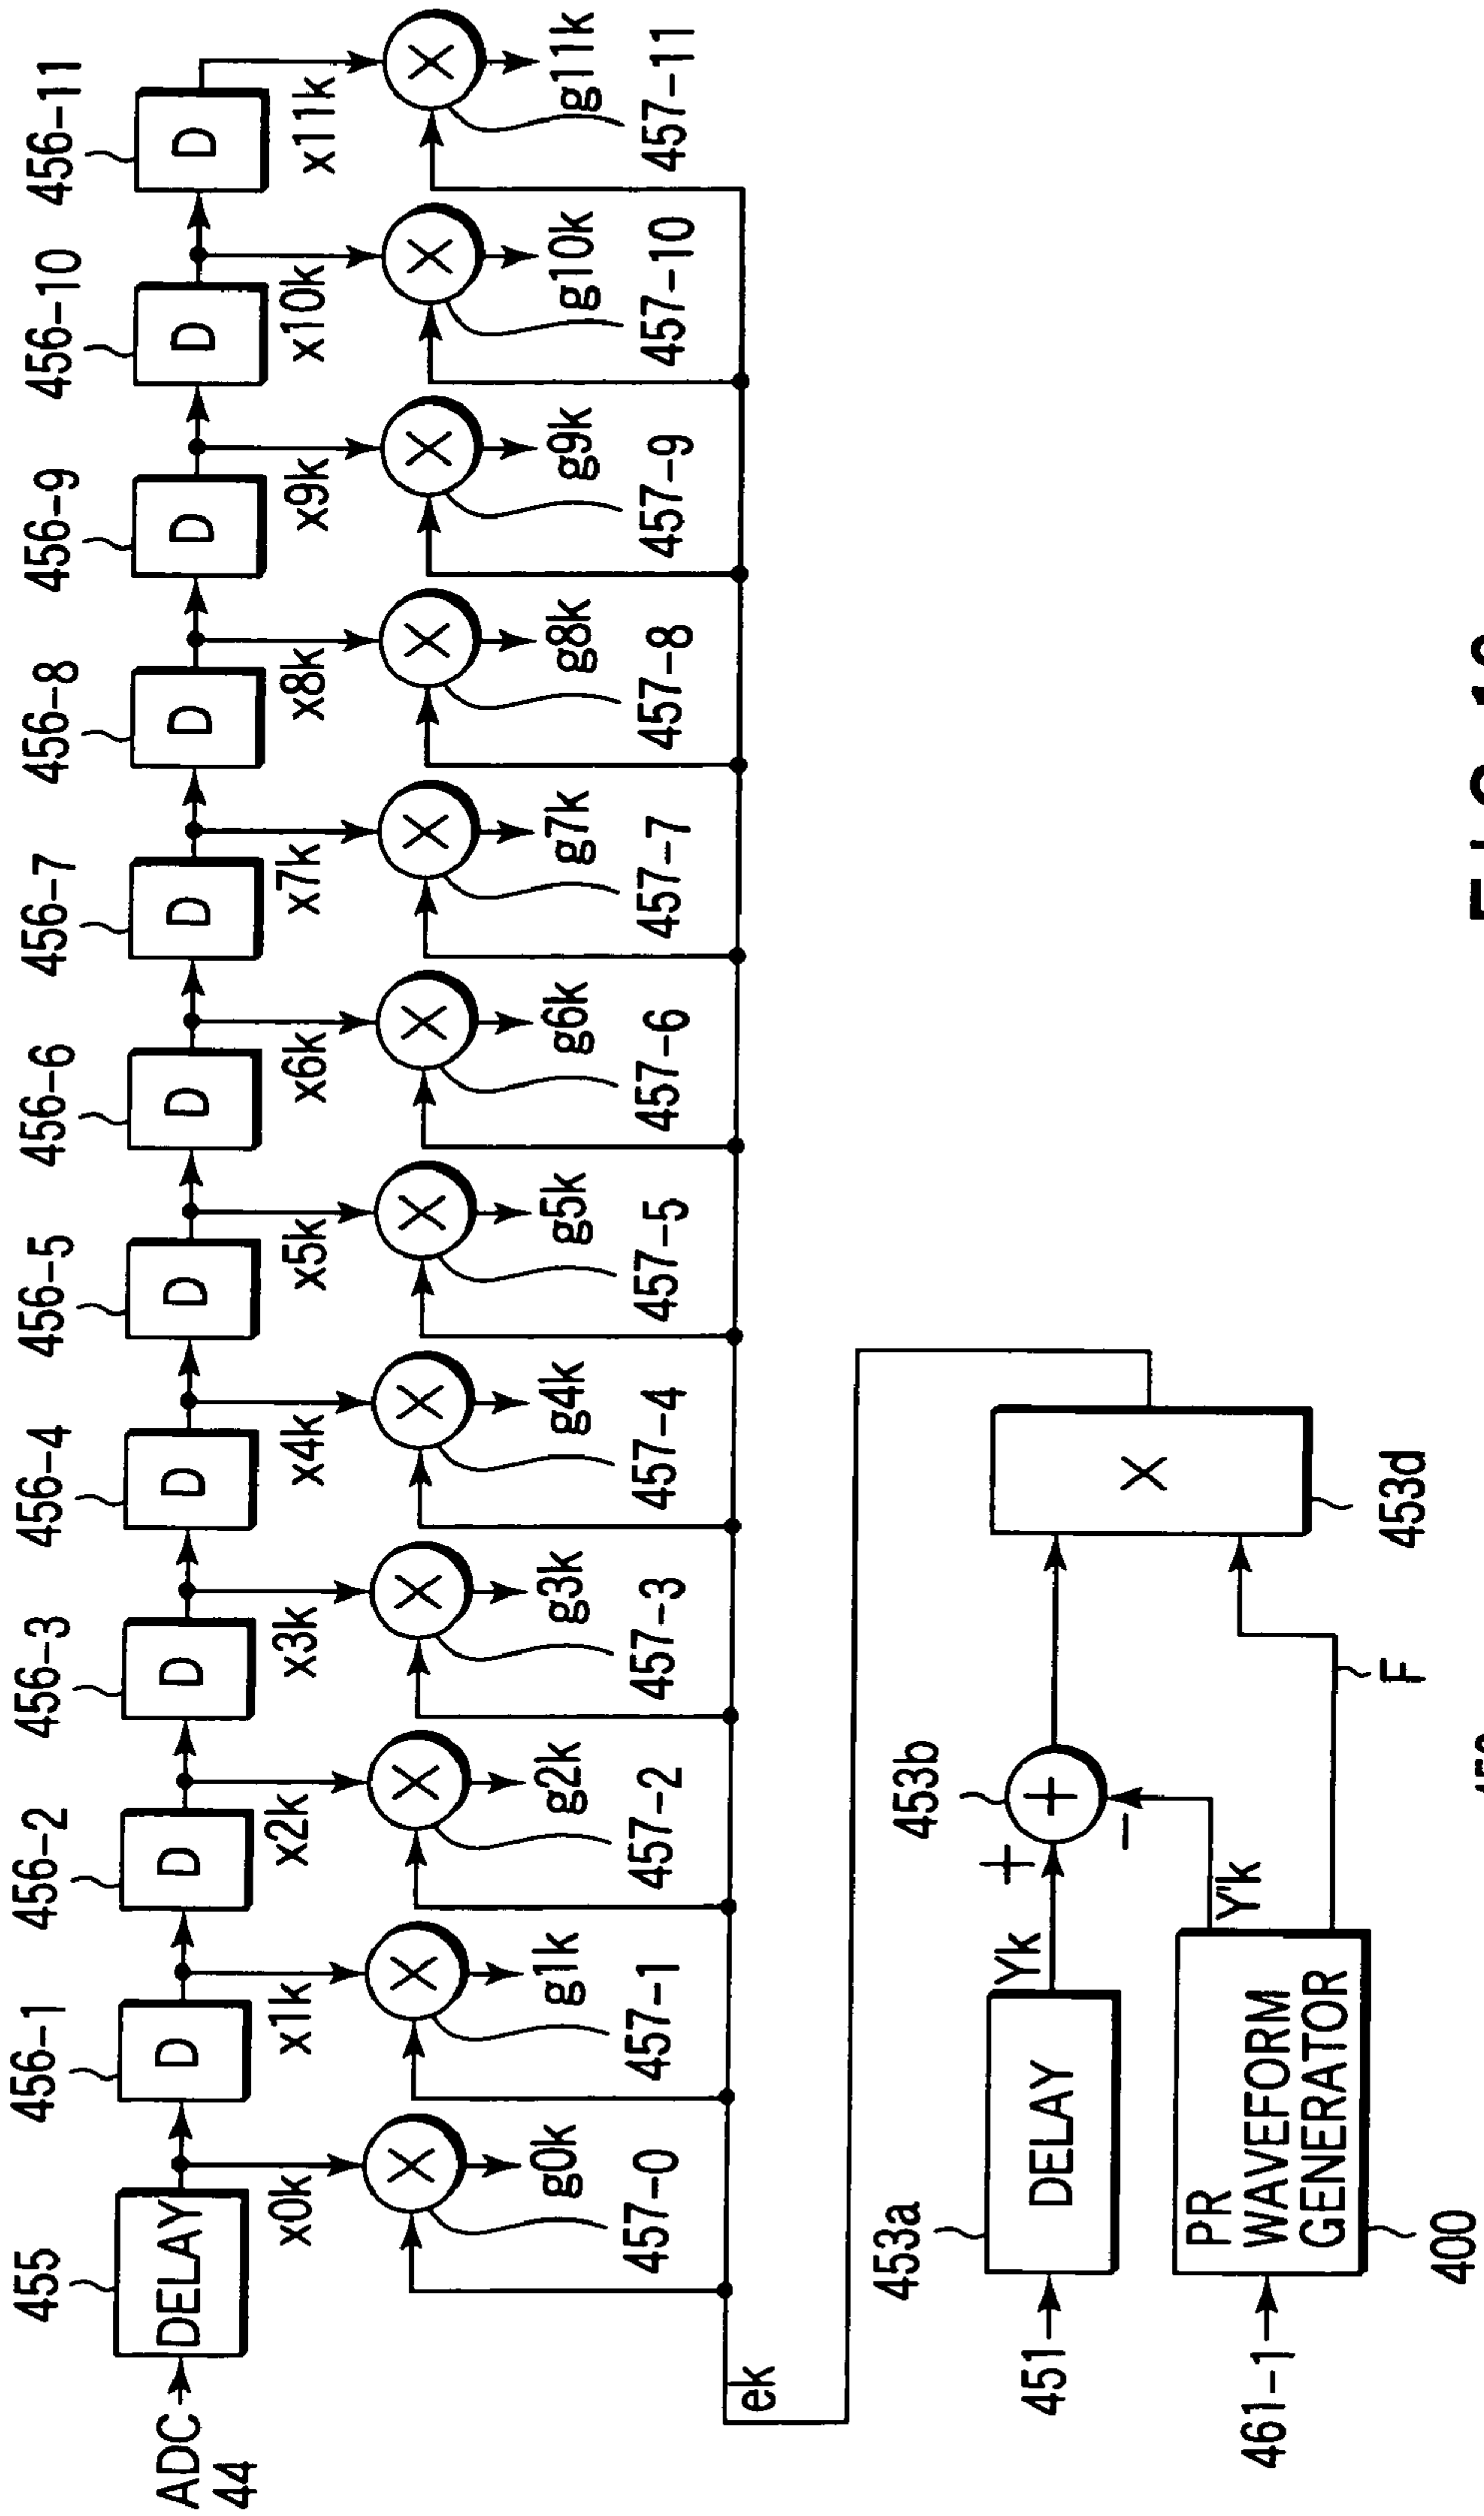 456-1 456-2 456-3 456-4 456-5 456-6 456-7 456-8 456-9 456-10 456-11
455
ADC
44
DELAY D D D D D D D D D D D
x0k x1k x2k x3k x4k x5k x6k x7k x8k x9k x10k x11k
X X X X X X X X X X X X
g0k g1k g2k g3k g4k g5k g6k g7k g8k g9k g10k g11k
457-0 457-1 457-2 457-3 457-4 457-5 457-6 457-7 457-8 457-9 457-10 457-11
ek
453a
453b
451
DELAY
Yk
+
+
−
X
453d
461-1
PR
WAVEFORM
GENERATOR
Y'k
F
400